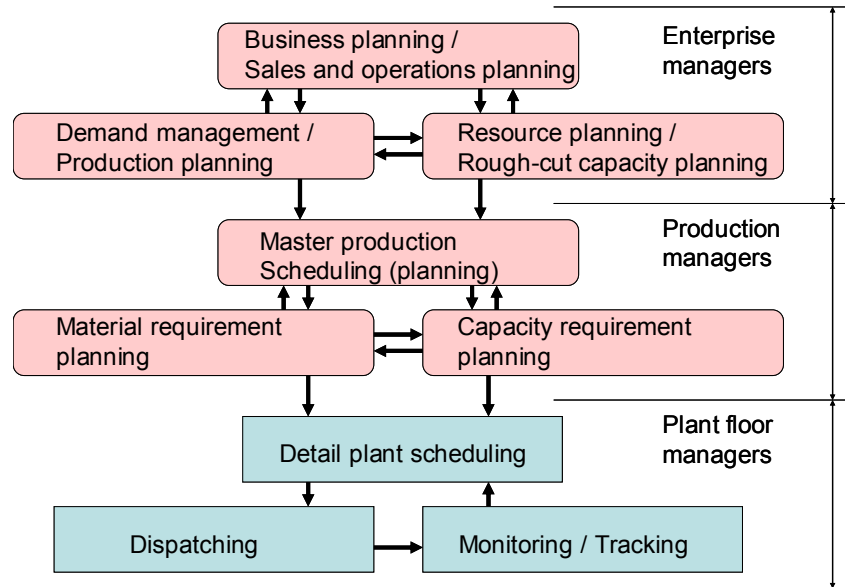 Business planning /
Sales and operations planning
Enterprise
managers
Demand management /
Production planning
Resource planning /
Rough-cut capacity planning
Master production
Scheduling (planning)
Production
managers
Material requirement
planning
Capacity requirement
planning
Detail plant scheduling
Plant floor
managers
Dispatching
Monitoring / Tracking